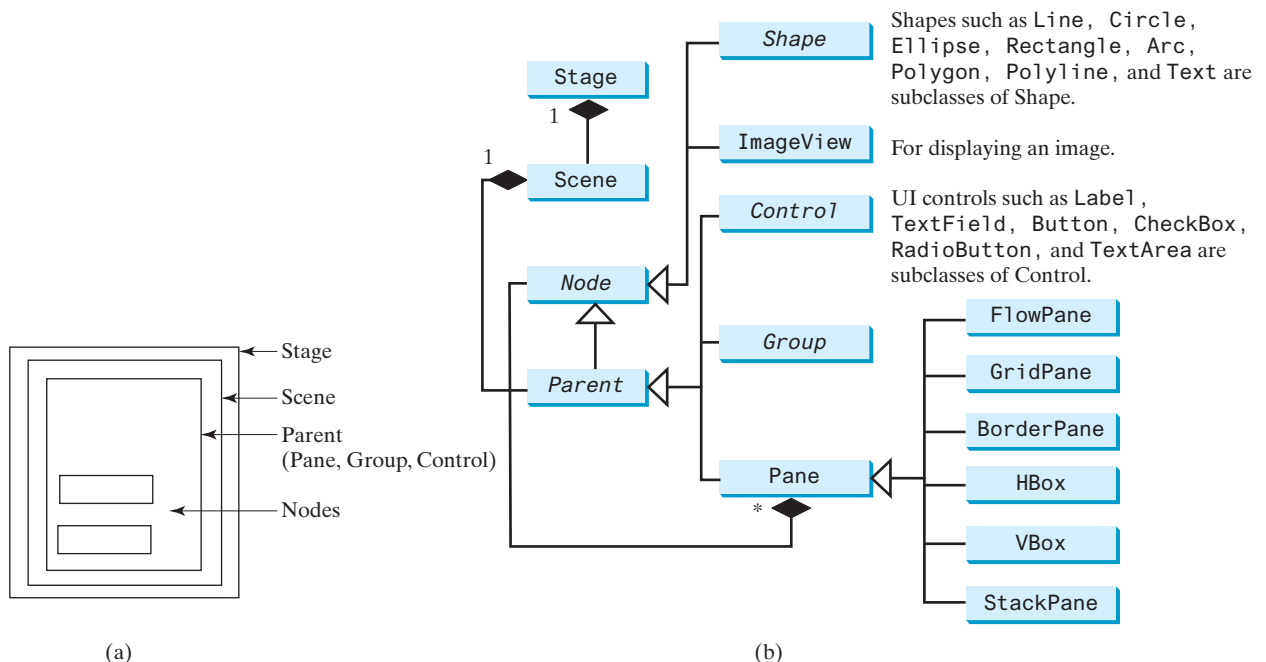 Stage
Scene
Parent
(Pane, Group, Control)
Nodes
(a)
Stage
1
1
Scene
Node
Parent
Shape
Shapes such as Line, Circle,
Ellipse, Rectangle, Arc,
Polygon, Polyline, and Text are
subclasses of Shape.
ImageView
For displaying an image.
Control
UI controls such as Label,
TextField, Button, CheckBox,
RadioButton, and TextArea are
subclasses of Control.
Group
Pane
*
FlowPane
GridPane
BorderPane
HBox
VBox
StackPane
(b)